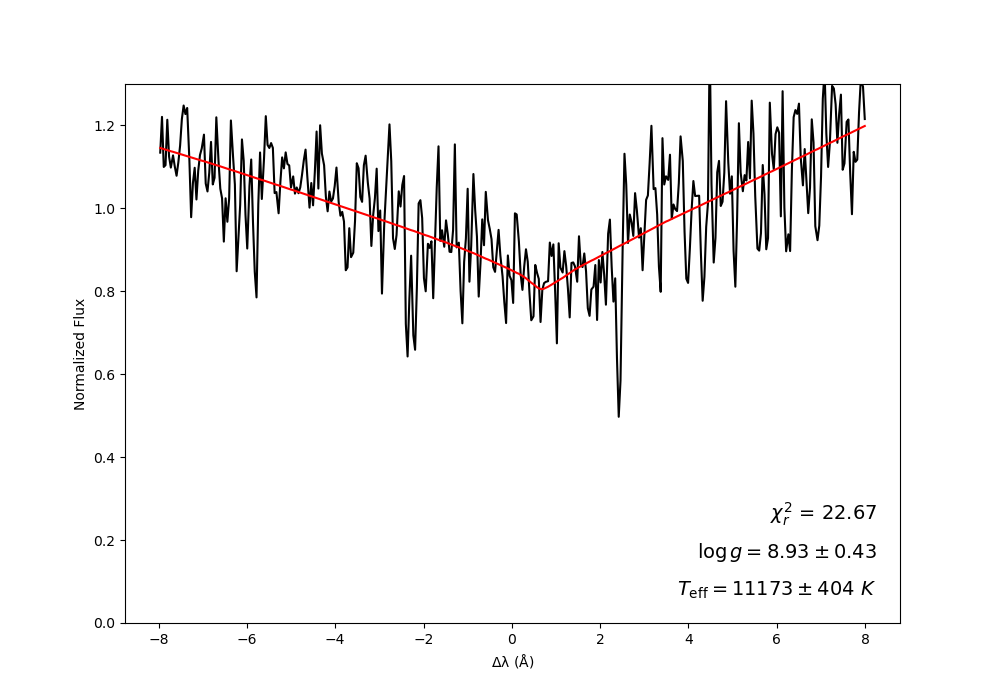 1.2
1.0
0.8
0.6
0.4
0.2
0.0
Normalized Flux
χ²ᵣ = 22.67
log g = 8.93 ± 0.43
T_eff = 11173 ± 404 K
−8 −6 −4 −2 0 2 4 6 8
Δλ (Å)